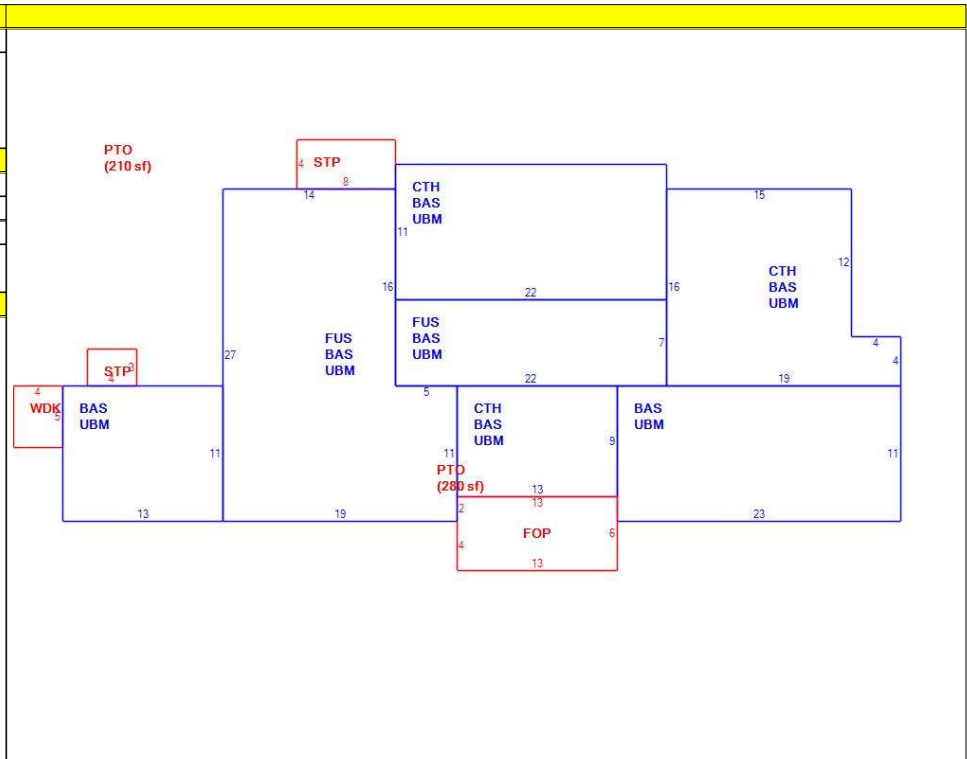 PTO
(210 sf)
4
STP
8
14
CTH
BAS
UBM
11
15
12
CTH
BAS
UBM
16
22
16
FUS
BAS
UBM
FUS
BAS
UBM
7
4
4
27
STP
3
4
4
WDK
5
BAS
UBM
5
22
19
CTH
BAS
UBM
BAS
UBM
11
11
9
11
PTO
(280 sf)
13
13
2
13
19
23
FOP
6
4
13